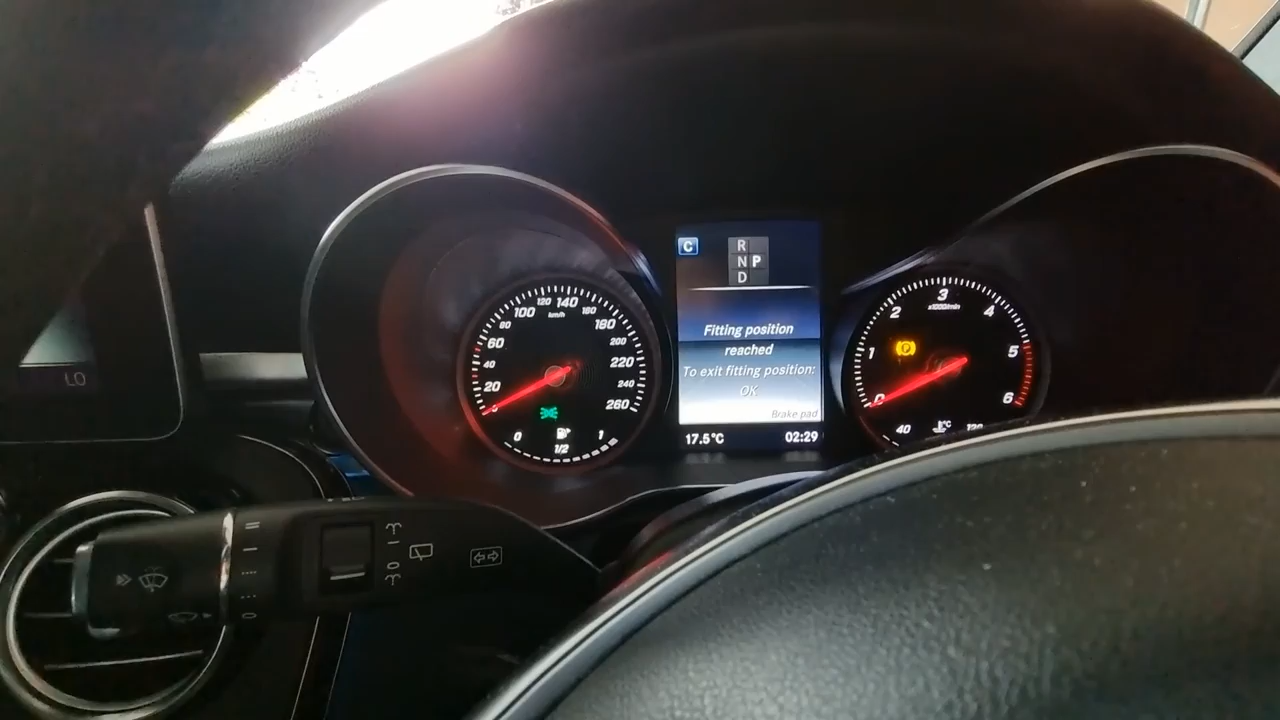 LO
0
20
40
60
80
100
120
140
160
180
200
220
240
260
km/h
0
1/2
1
C
R
N P
D
Fitting position
reached
To exit fitting position:
OK
Brake pad
17.5°C
02:29
0
1
2
3
4
5
6
x1000/min
P
40
°C
120